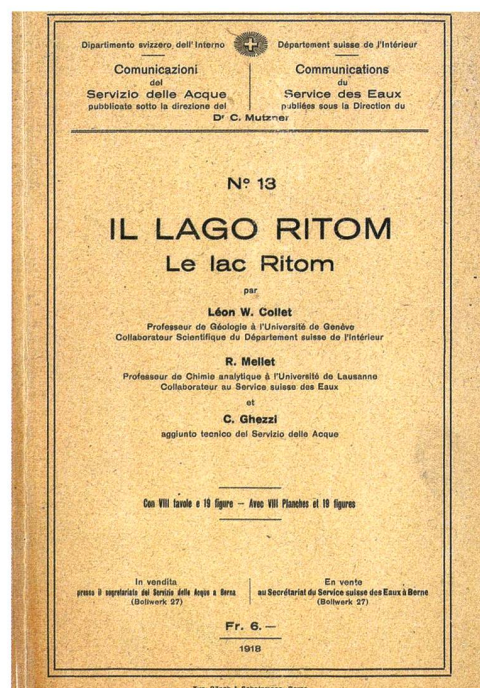 Dipartimento svizzero dell'Interno
Département suisse de l'Intérieur
Comunicazioni
del
Servizio delle Acque
pubblicate sotto la direzione del
Communications
du
Service des Eaux
publiées sous la Direction du
Dr C. Mutzner
Nº 13
IL LAGO RITOM
Le lac Ritom
par
Léon W. Collet
Professeur de Géologie à l'Université de Genève
Collaborateur Scientifique du Département suisse de l'Intérieur
R. Mellet
Professeur de Chimie analytique à l'Université de Lausanne
Collaborateur au Service suisse des Eaux
et
C. Ghezzi
aggiunto tecnico del Servizio delle Acque
Con VIII tavole e 19 figure — Avec VIII Planches et 19 figures
In vendita
presso il segretariato del Servizio delle Acque a Berna
(Bollwerk 27)
En vente
au Secrétariat du Service suisse des Eaux à Berne
(Bollwerk 27)
Fr. 6.—
1918